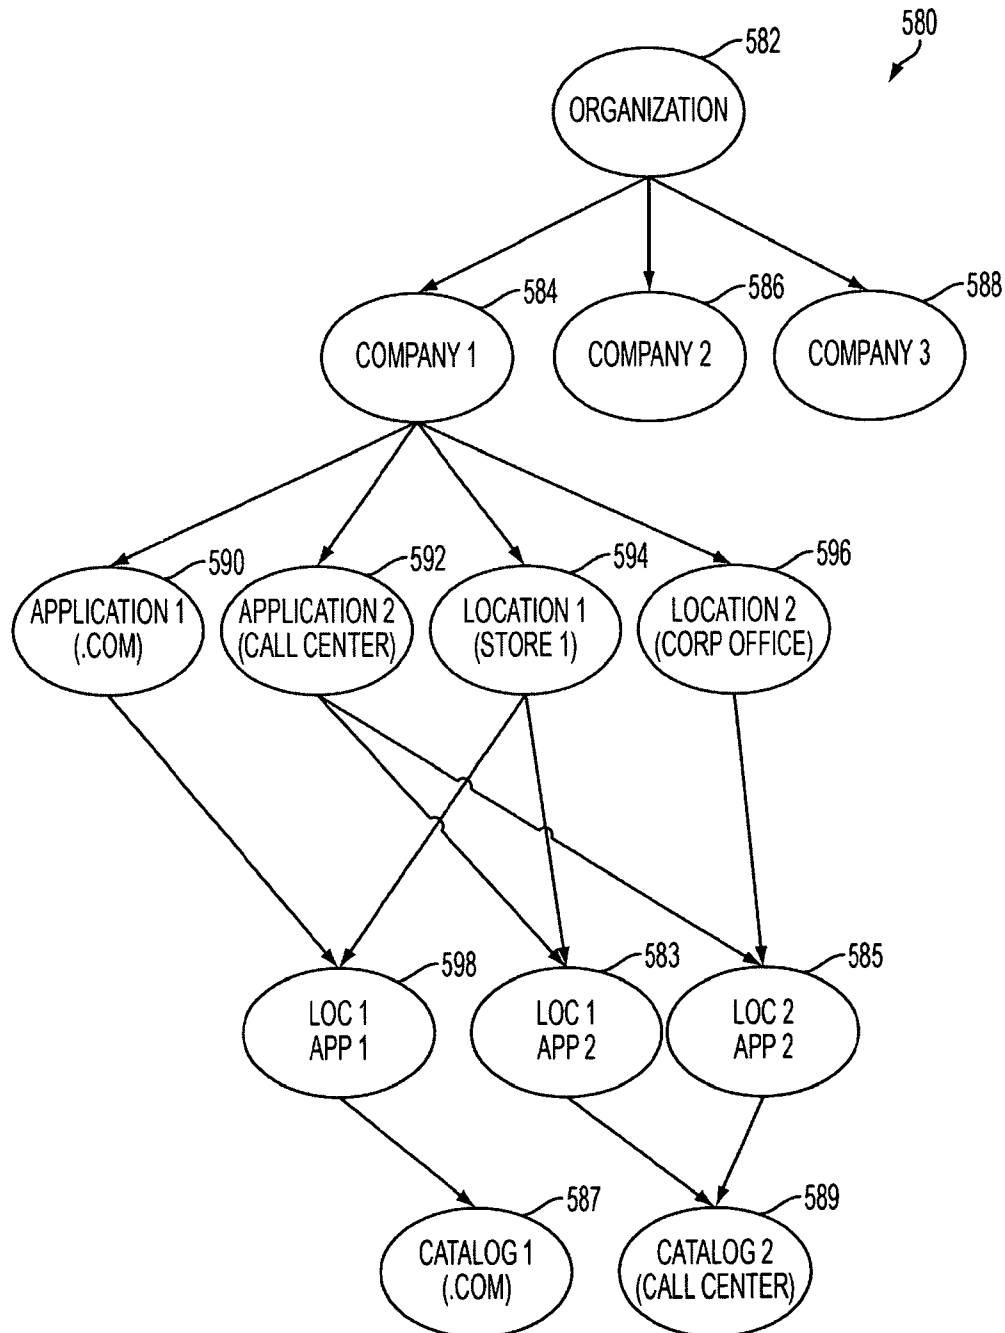 580
582
ORGANIZATION
584
586
588
COMPANY 1
COMPANY 2
COMPANY 3
590
592
594
596
APPLICATION 1
(.COM)
APPLICATION 2
(CALL CENTER)
LOCATION 1
(STORE 1)
LOCATION 2
(CORP OFFICE)
598
583
585
LOC 1
APP 1
LOC 1
APP 2
LOC 2
APP 2
587
589
CATALOG 1
(.COM)
CATALOG 2
(CALL CENTER)